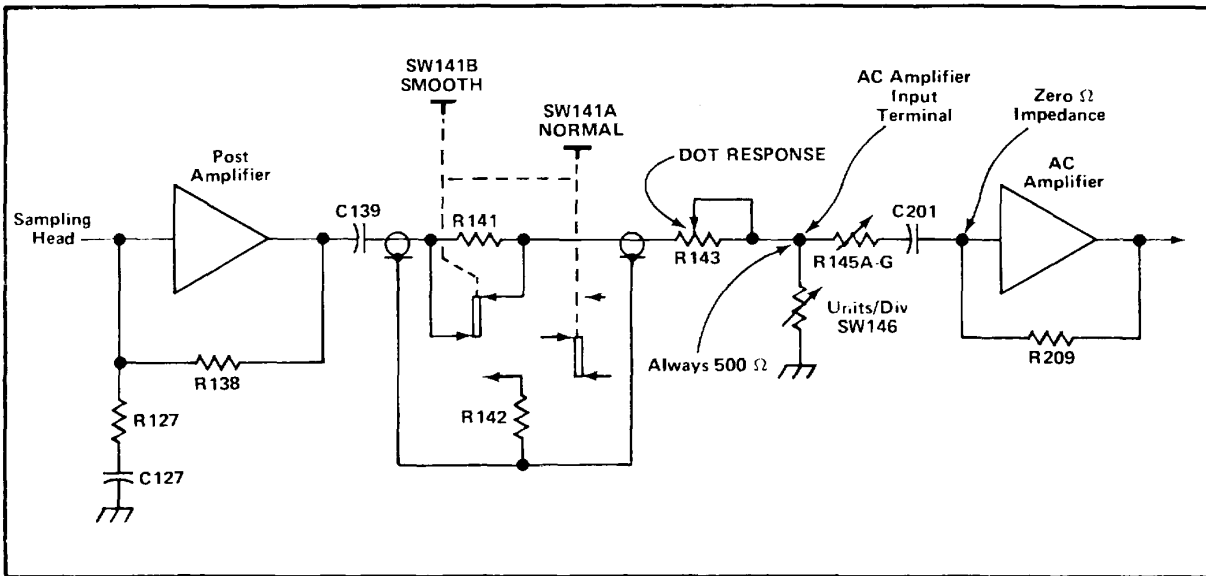 SW141B
SMOOTH
SW141A
NORMAL
AC Amplifier
Input
Terminal
Zero Ω
Impedance
Post
Amplifier
DOT RESPONSE
AC
Amplifier
Sampling
Head
C139
R141
C201
R143
R145A-G
Units/Div
SW146
Always 500 Ω
R138
R209
R127
R142
C127